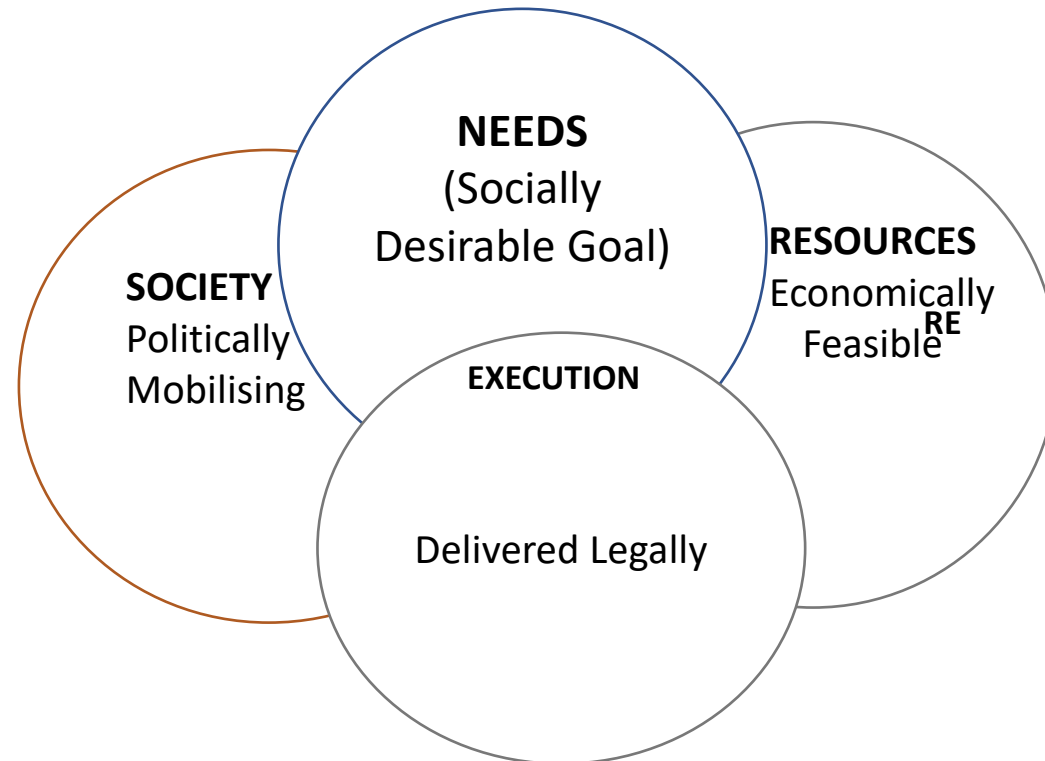 NEEDS
(Socially
Desirable Goal)
SOCIETY
Politically
Mobilising
RESOURCES
Economically
Feasible
RE
EXECUTION
Delivered Legally